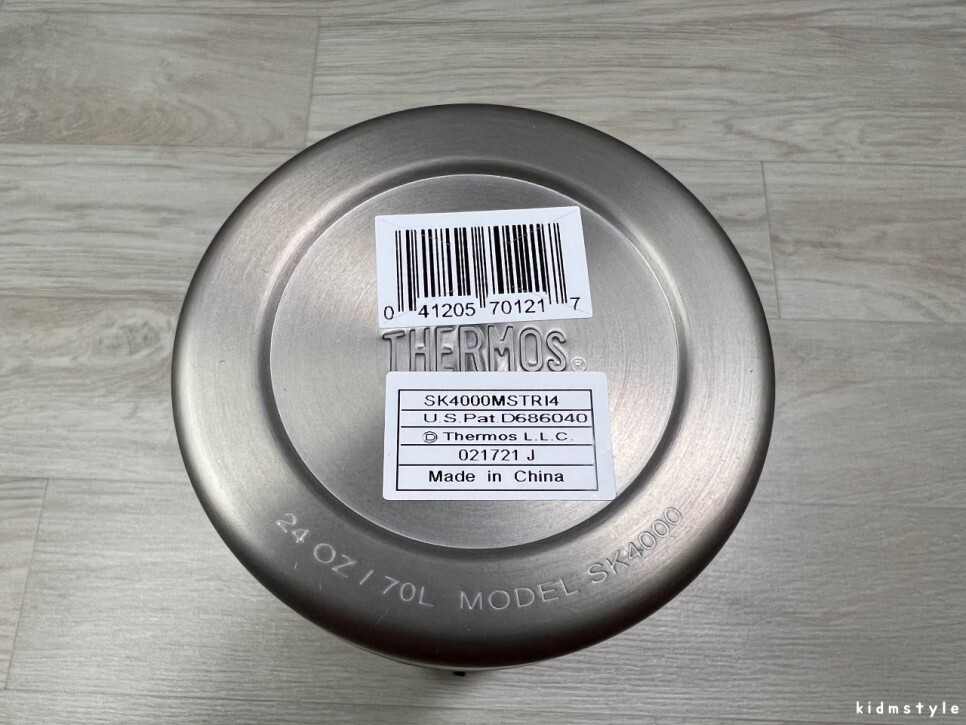 0 41205 70121 7
THERMOS®
SK4000MSTRI4
U.S.Pat.D686040
© Thermos L.L.C.
021721 J
Made in China
24 OZ / 70L MODEL SK4000
kidmstyle